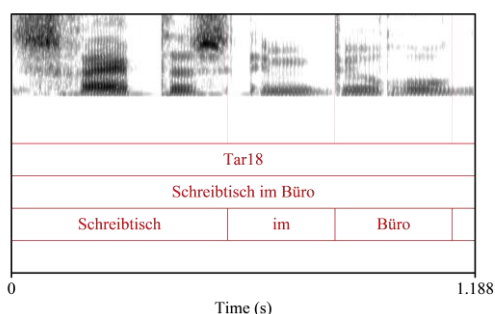 Tar18
Schreibtisch im Büro
Schreibtisch im Büro
0 1.188
Time (s)